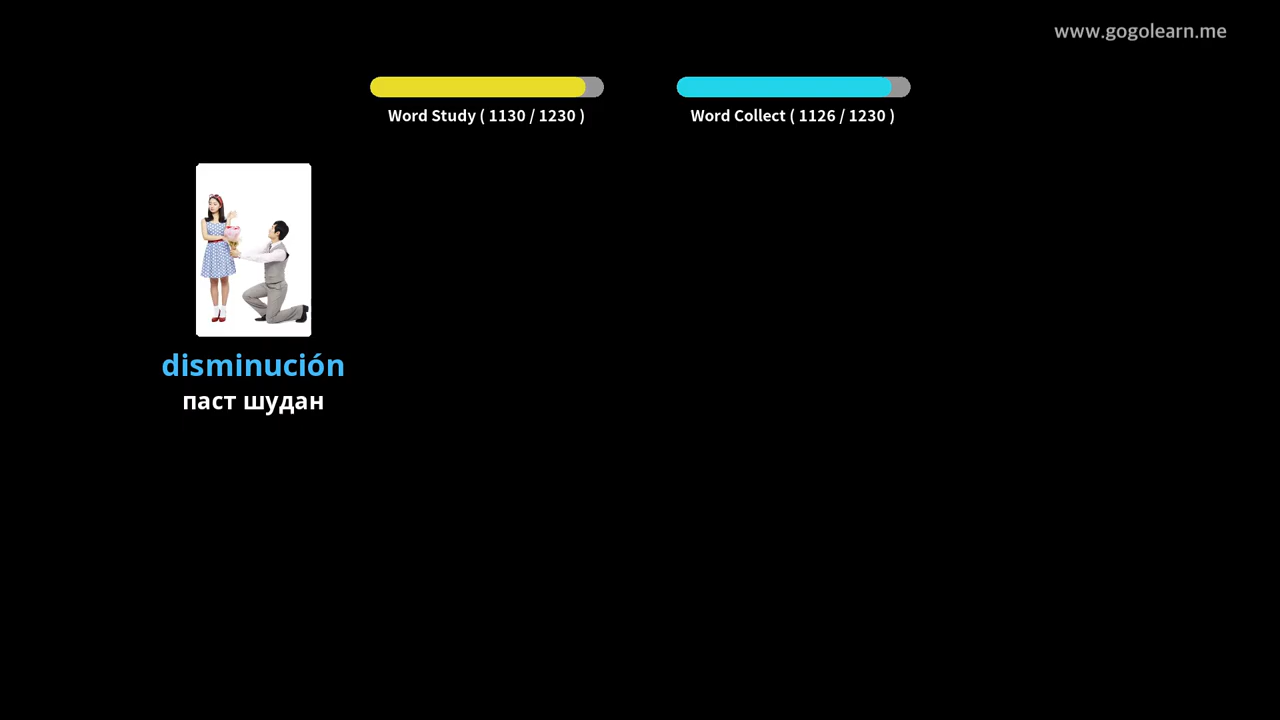 www.gogolearn.me
Word Study ( 1130 / 1230 )
Word Collect ( 1126 / 1230 )
disminución
паст шудан